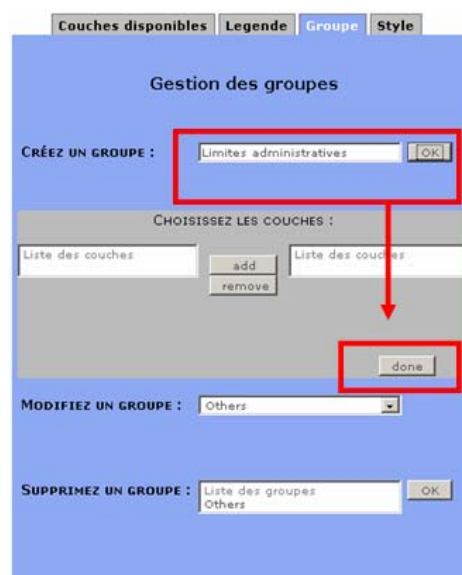 Couches disponibles Legende Groupe Style
Gestion des groupes
CRÉEZ UN GROUPE : Limites administratives OK
CHOISISSEZ LES COUCHES :
Liste des couches add Liste des couches
remove
done
MODIFIEZ UN GROUPE : Others
SUPPRIMEZ UN GROUPE : Liste des groupes OK
Others